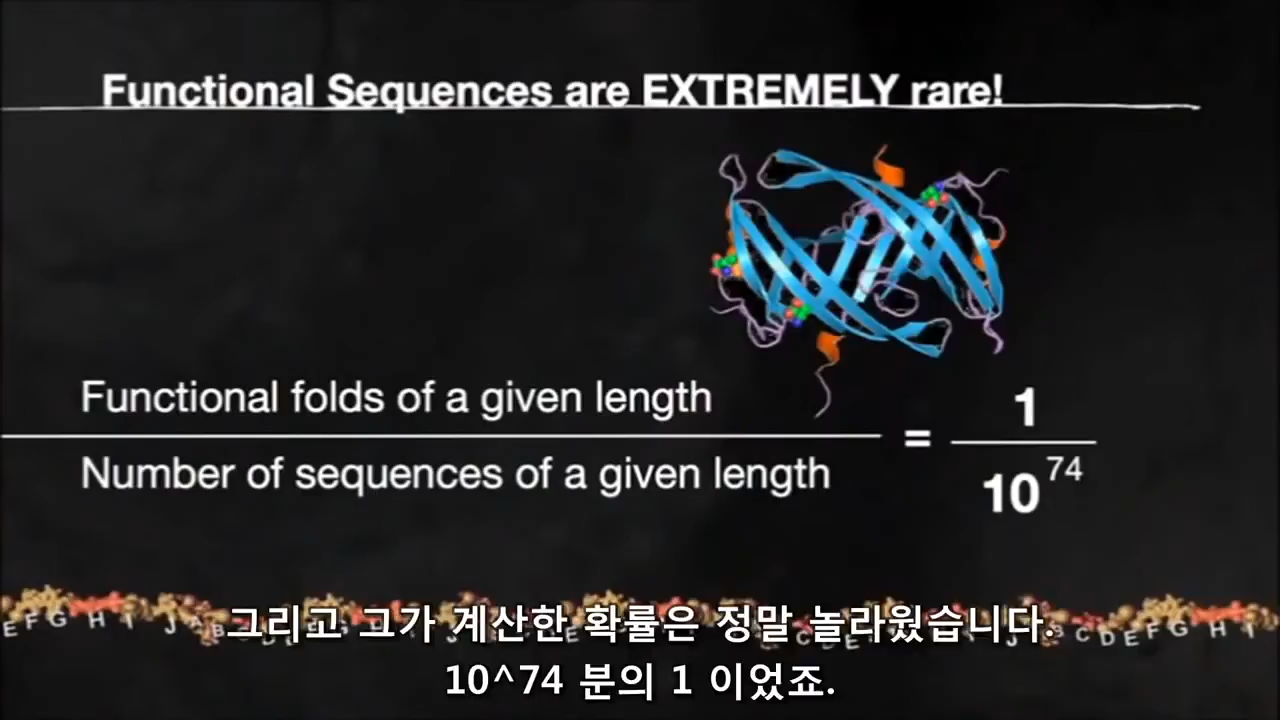 Functional Sequences are EXTREMELY rare!
Functional folds of a given length
Number of sequences of a given length
=
1
10^74
E F G H I J A B C D E
C D E
J
B C D E F G H I
그리고 그가 계산한 확률은 정말 놀라웠습니다.
10^74 분의 1 이었죠.